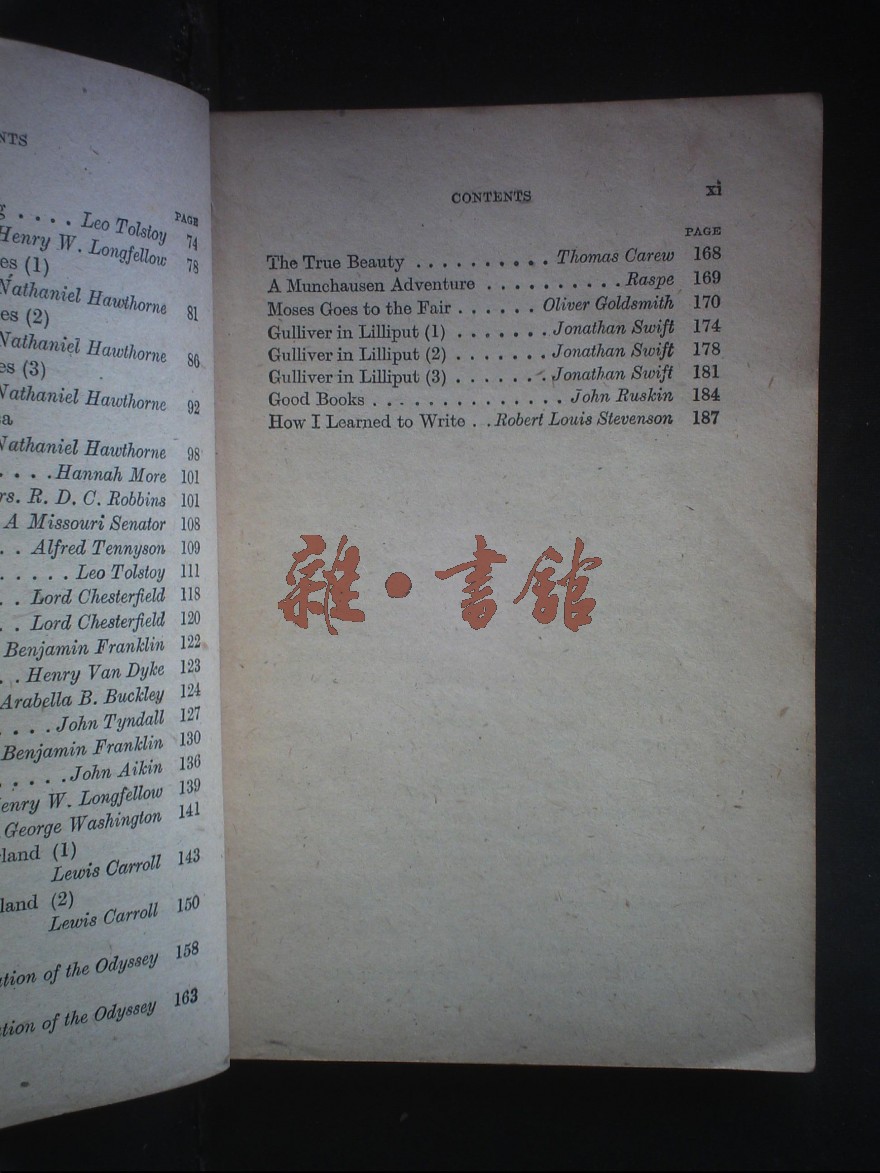 NTS
PAGE
g . . . . Leo Tolstoy 74
Henry W. Longfellow 78
es (1)
Nathaniel Hawthorne 81
es (2)
Nathaniel Hawthorne 86
es (3)
Nathaniel Hawthorne 92
sa
Nathaniel Hawthorne 98
. . . . Hannah More 101
rs. R. D. C. Robbins 101
A Missouri Senator 108
. . Alfred Tennyson 109
. . . . . Leo Tolstoy 111
. . Lord Chesterfield 118
. . Lord Chesterfield 120
Benjamin Franklin 122
. . Henry Van Dyke 123
Arabella B. Buckley 124
. . . . John Tyndall 127
Benjamin Franklin 130
. . . . . John Aikin 136
enry W. Longfellow 139
George Washington 141
land (1)
Lewis Carroll 143
land (2)
Lewis Carroll 150
ation of the Odyssey 158
ation of the Odyssey 163
CONTENTS xi
PAGE
The True Beauty . . . . . . . . . . Thomas Carew 168
A Munchausen Adventure . . . . . . . . . . Raspe 169
Moses Goes to the Fair . . . . . . Oliver Goldsmith 170
Gulliver in Lilliput (1) . . . . . . . Jonathan Swift 174
Gulliver in Lilliput (2) . . . . . . . Jonathan Swift 178
Gulliver in Lilliput (3) . . . . . . . Jonathan Swift 181
Good Books . . . . . . . . . . . . . . John Ruskin 184
How I Learned to Write . . Robert Louis Stevenson 187
雜·書館